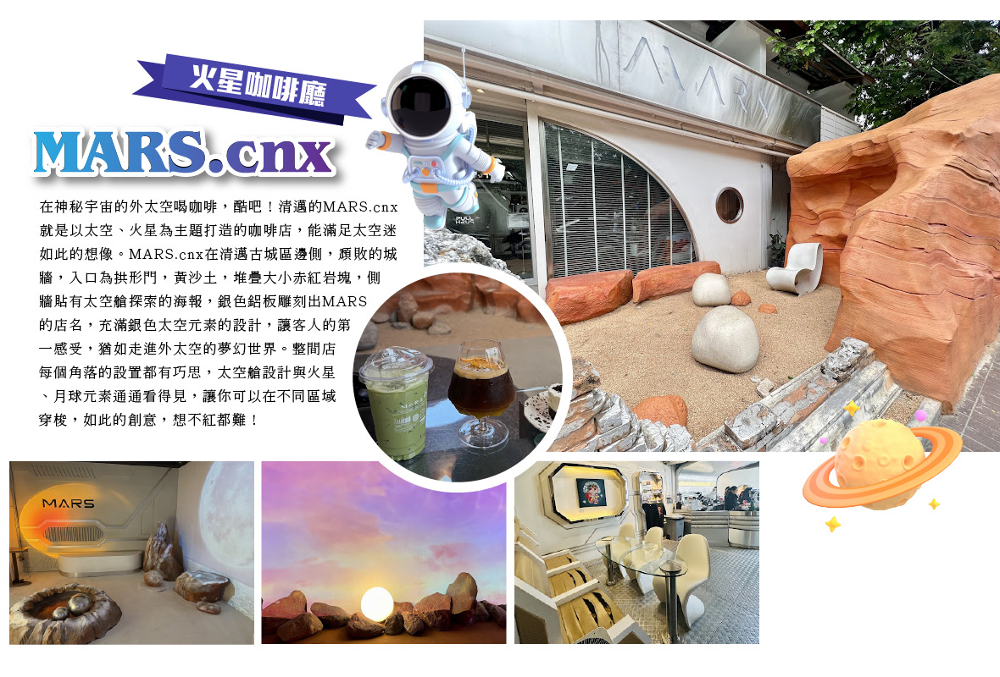 火星咖啡廳
MARS.cnx
在神秘宇宙的外太空喝咖啡，酷吧！清邁的MARS.cnx
就是以太空、火星為主題打造的咖啡店，能滿足太空迷
如此的想像。MARS.cnx在清邁古城區邊側，頹敗的城
牆，入口為拱形門，黃沙土，堆疊大小赤紅岩塊，側
牆貼有太空艙探索的海報，銀色鋁板雕刻出MARS
的店名，充滿銀色太空元素的設計，讓客人的第
一感受，猶如走進外太空的夢幻世界。整間店
每個角落的設置都有巧思，太空艙設計與火星
、月球元素通通看得見，讓你可以在不同區域
穿梭，如此的創意，想不紅都難！
MARS
PULL
MARS
MARS